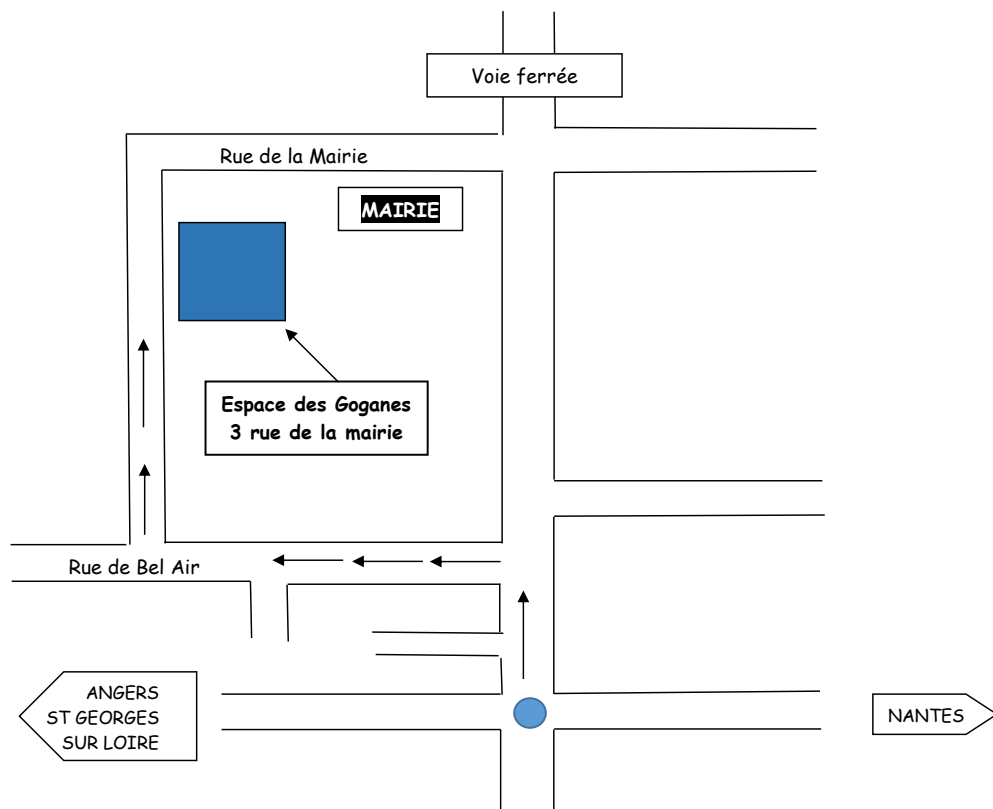 Voie ferrée
Rue de la Mairie
MAIRIE
Espace des Goganes
3 rue de la mairie
Rue de Bel Air
ANGERS
ST GEORGES
SUR LOIRE
NANTES